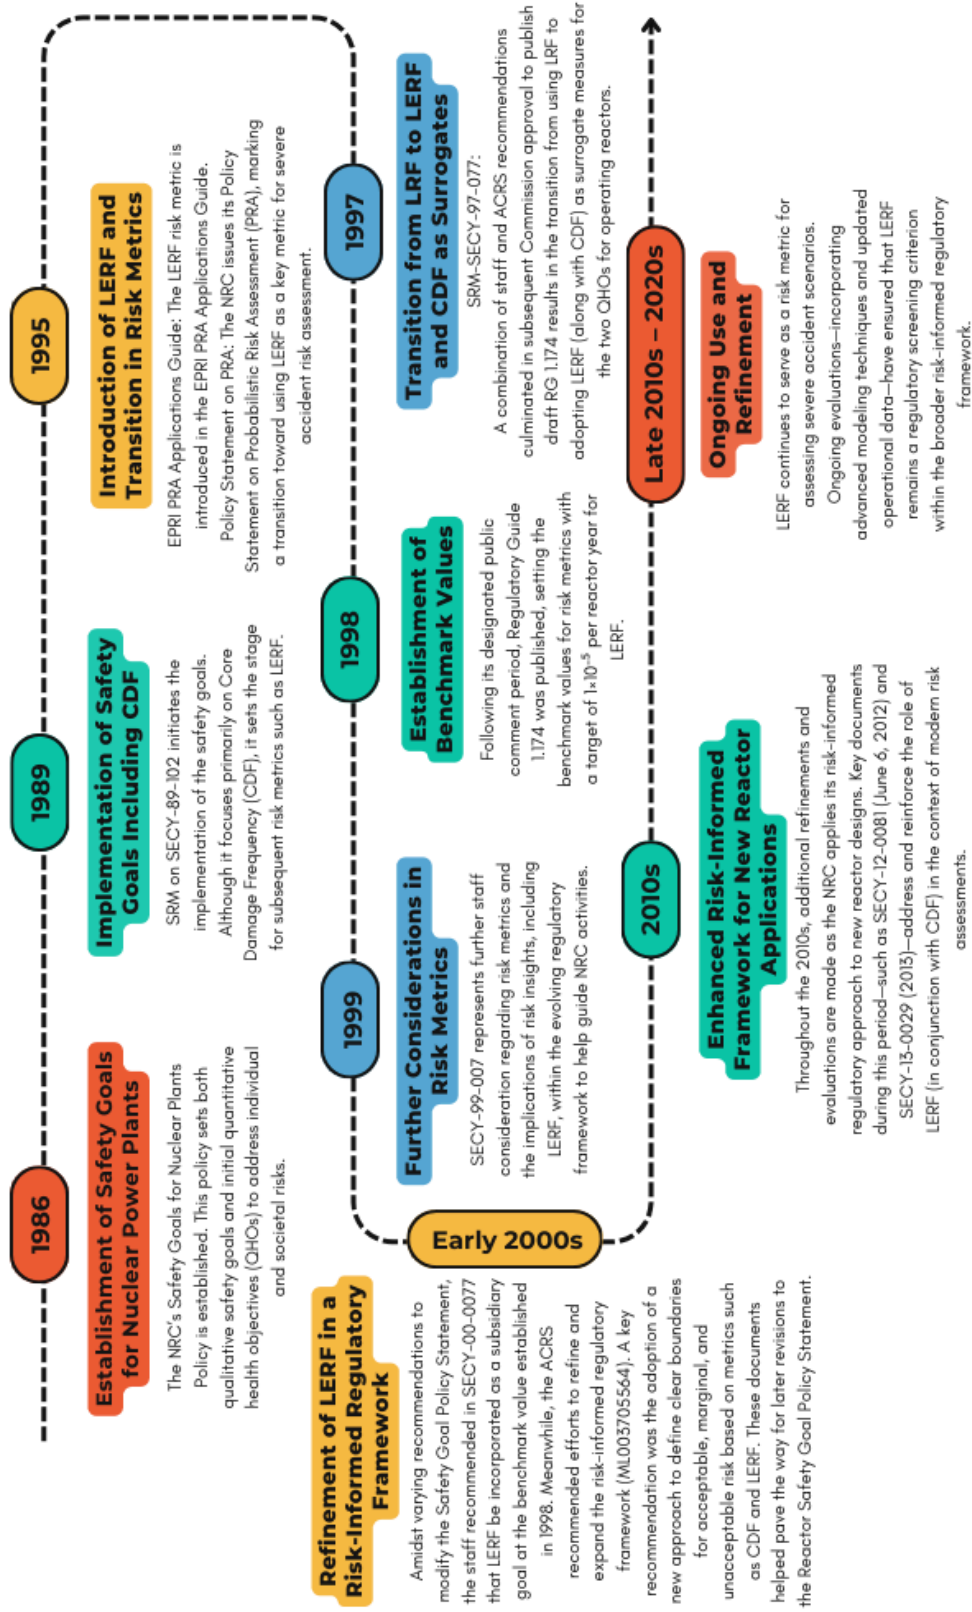 1986
Establishment of Safety Goals
for Nuclear Power Plants
The NRC's Safety Goals for Nuclear Plants
Policy is established. This policy sets both
qualitative safety goals and initial quantitative
health objectives (QHOs) to address individual
and societal risks.
1989
Implementation of Safety
Goals Including CDF
SRM on SECY-89-102 initiates the
implementation of the safety goals.
Although it focuses primarily on Core
Damage Frequency (CDF), it sets the stage
for subsequent risk metrics such as LERF.
1995
Introduction of LERF and
Transition in Risk Metrics
EPRI PRA Applications Guide: The LERF risk metric is
introduced in the EPRI PRA Applications Guide.
Policy Statement on PRA: The NRC issues its Policy
Statement on Probabilistic Risk Assessment (PRA), marking
a transition toward using LERF as a key metric for severe
accident risk assessment.
1997
Transition from LRF to LERF
and CDF as Surrogates
SRM-SECY-97-077:
A combination of staff and ACRS recommendations
culminated in subsequent Commission approval to publish
draft RG 1.174 results in the transition from using LRF to
adopting LERF (along with CDF) as surrogate measures for
the two QHOs for operating reactors.
1998
Establishment of
Benchmark Values
Following its designated public
comment period, Regulatory Guide
1.174 was published, setting the
benchmark values for risk metrics with
a target of 1×10⁻⁵ per reactor year for
LERF.
1999
Further Considerations in
Risk Metrics
SECY-99-007 represents further staff
consideration regarding risk metrics and
the implications of risk insights, including
LERF, within the evolving regulatory
framework to help guide NRC activities.
Early 2000s
Refinement of LERF in a
Risk-Informed Regulatory
Framework
Amidst varying recommendations to
modify the Safety Goal Policy Statement,
the staff recommended in SECY-00-0077
that LERF be incorporated as a subsidiary
goal at the benchmark value established
in 1998. Meanwhile, the ACRS
recommended efforts to refine and
expand the risk-informed regulatory
framework (ML003705564). A key
recommendation was the adoption of a
new approach to define clear boundaries
for acceptable, marginal, and
unacceptable risk based on metrics such
as CDF and LERF. These documents
helped pave the way for later revisions to
the Reactor Safety Goal Policy Statement.
2010s
Enhanced Risk-Informed
Framework for New Reactor
Applications
Throughout the 2010s, additional refinements and
evaluations are made as the NRC applies its risk-informed
regulatory approach to new reactor designs. Key documents
during this period—such as SECY-12-0081 (June 6, 2012) and
SECY-13-0029 (2013)—address and reinforce the role of
LERF (in conjunction with CDF) in the context of modern risk
assessments.
Late 2010s – 2020s
Ongoing Use and
Refinement
LERF continues to serve as a risk metric for
assessing severe accident scenarios.
Ongoing evaluations—incorporating
advanced modeling techniques and updated
operational data—have ensured that LERF
remains a regulatory screening criterion
within the broader risk-informed regulatory
framework.